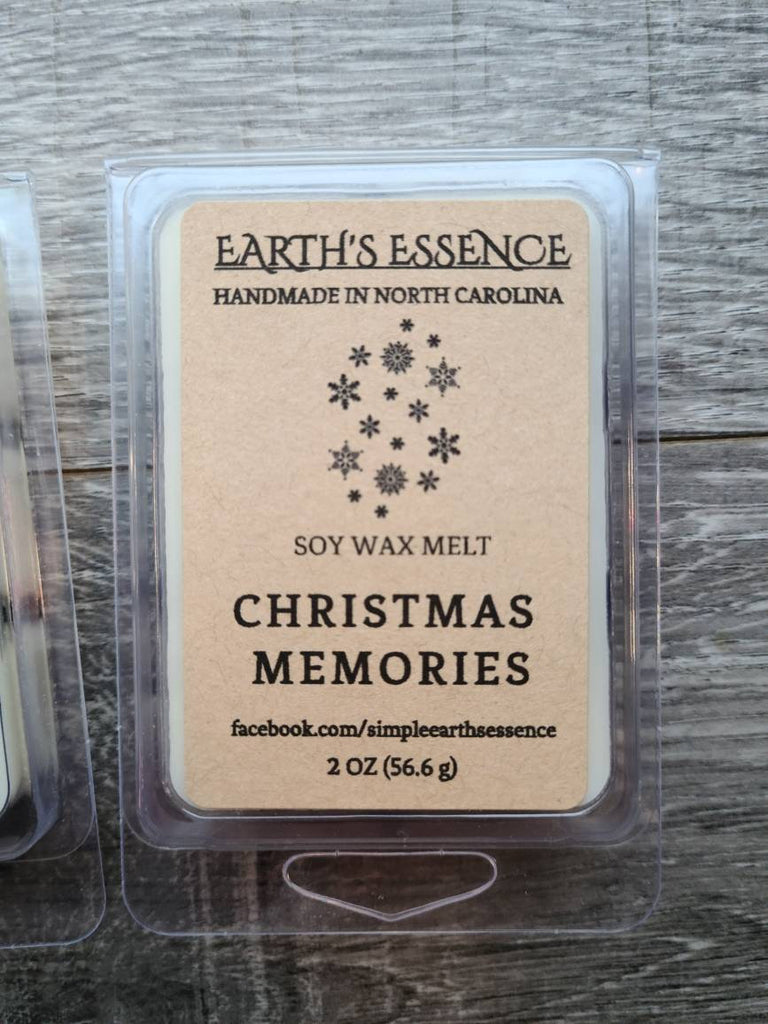 EARTH'S ESSENCE
HANDMADE IN NORTH CAROLINA
SOY WAX MELT
CHRISTMAS
MEMORIES
facebook.com/simpleearthsessence
2 OZ (56.6 g)